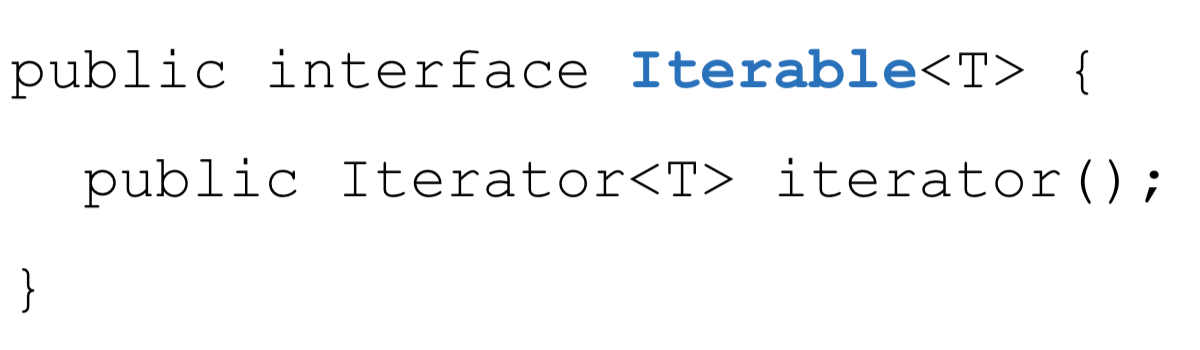 public interface Iterable<T> {
public Iterator<T> iterator();
}